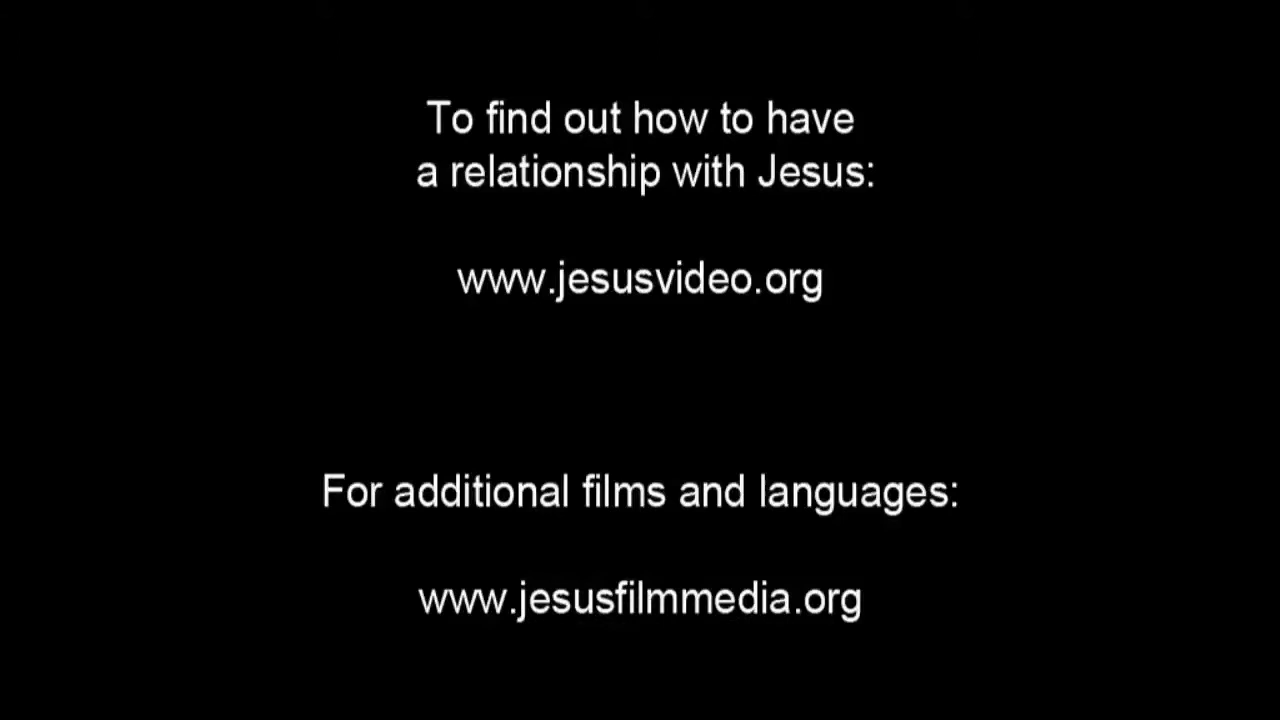 To find out how to have
a relationship with Jesus:
www.jesusvideo.org
For additional films and languages:
www.jesusfilmmedia.org